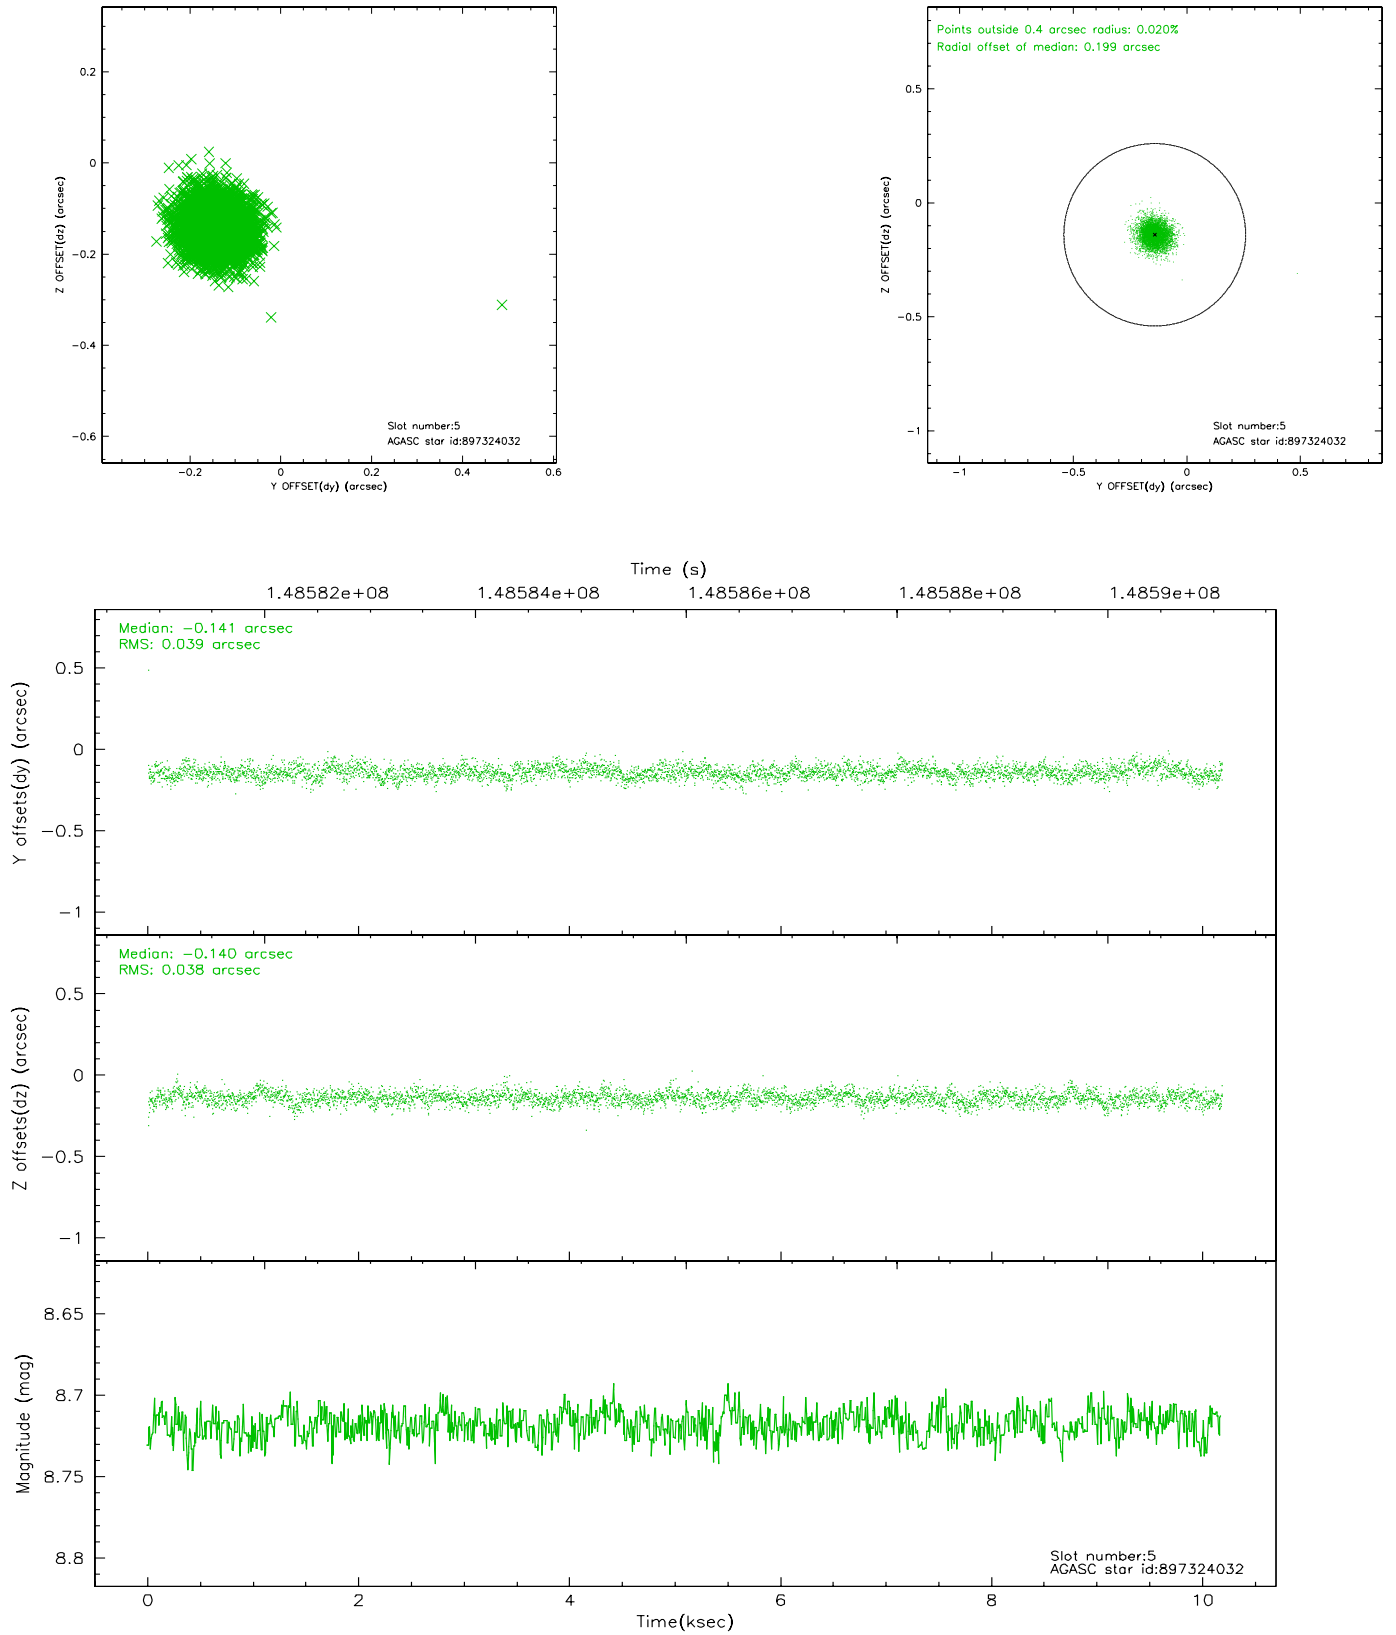 0.2
0
−0.2
−0.4
−0.6
Z OFFSET(dz) (arcsec)
Slot number:5
AGASC star id:897324032
−0.2 0 0.2 0.4 0.6
Y OFFSET(dy) (arcsec)
Points outside 0.4 arcsec radius: 0.020%
Radial offset of median: 0.199 arcsec
0.5
0
−0.5
−1
Z OFFSET(dz) (arcsec)
Slot number:5
AGASC star id:897324032
−1 −0.5 0 0.5
Y OFFSET(dy) (arcsec)
Time (s)
1.48582e+08 1.48584e+08 1.48586e+08 1.48588e+08 1.4859e+08
Median: −0.141 arcsec
RMS: 0.039 arcsec
0.5
0
−0.5
−1
Y offsets(dy) (arcsec)
Median: −0.140 arcsec
RMS: 0.038 arcsec
0.5
0
−0.5
−1
Z offsets(dz) (arcsec)
8.65
8.7
8.75
8.8
Magnitude (mag)
Slot number:5
AGASC star id:897324032
0 2 4 6 8 10
Time(ksec)